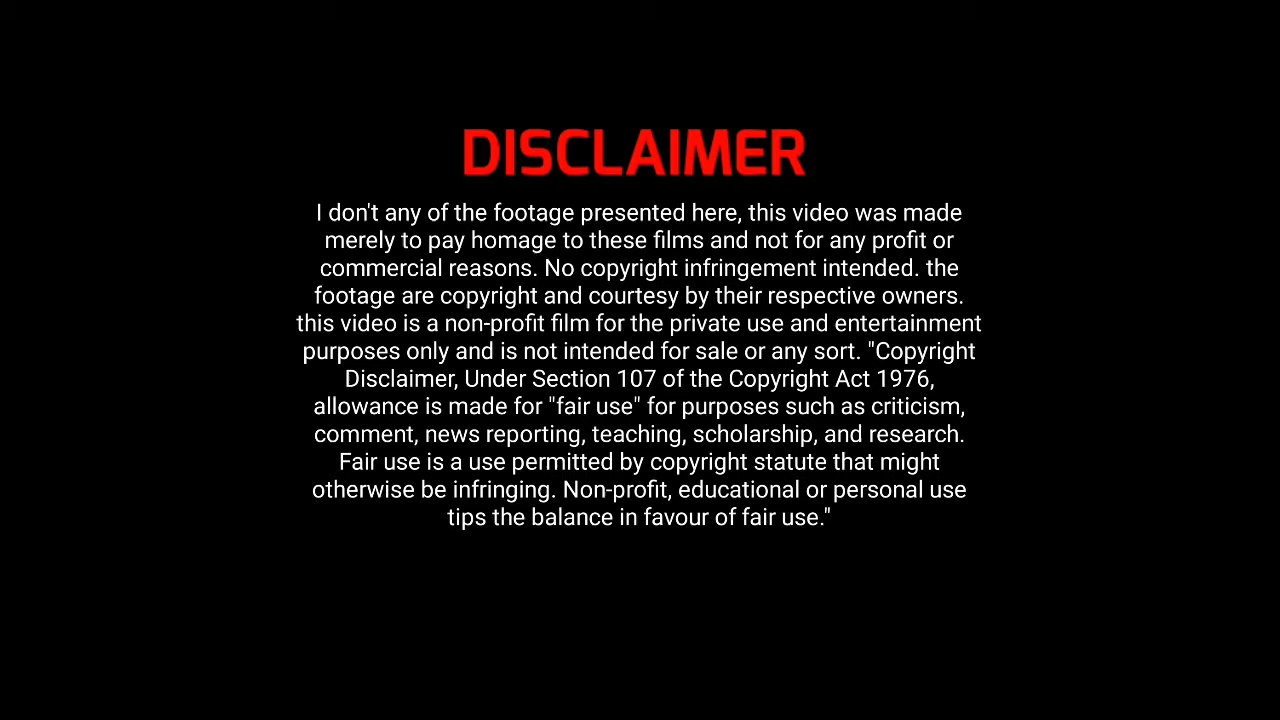 DISCLAIMER
I don't any of the footage presented here, this video was made
merely to pay homage to these films and not for any profit or
commercial reasons. No copyright infringement intended. the
footage are copyright and courtesy by their respective owners.
this video is a non-profit film for the private use and entertainment
purposes only and is not intended for sale or any sort. "Copyright
Disclaimer, Under Section 107 of the Copyright Act 1976,
allowance is made for "fair use" for purposes such as criticism,
comment, news reporting, teaching, scholarship, and research.
Fair use is a use permitted by copyright statute that might
otherwise be infringing. Non-profit, educational or personal use
tips the balance in favour of fair use."